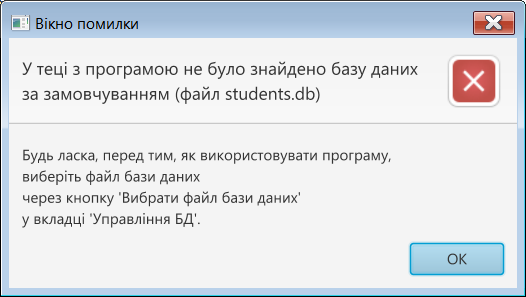 Вікно помилки
У теці з програмою не було знайдено базу даних
за замовчуванням (файл students.db)
Будь ласка, перед тим, як використовувати програму,
виберіть файл бази даних
через кнопку 'Вибрати файл бази даних'
у вкладці 'Управління БД'.
OK